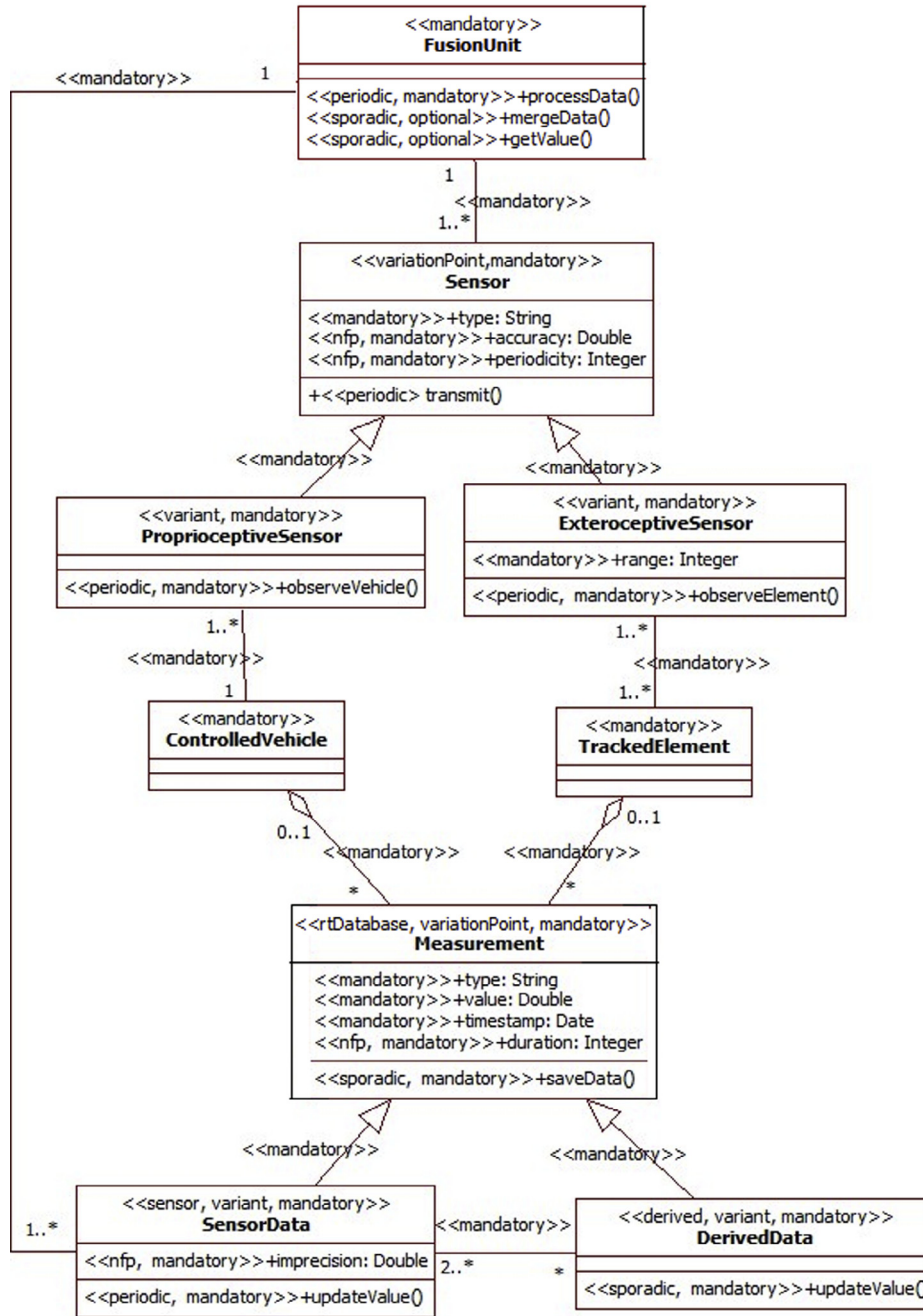 <<mandatory>>
FusionUnit
<<mandatory>>
1
<<periodic, mandatory>>+processData()
<<sporadic, optional>>+mergeData()
<<sporadic, optional>>+getValue()
1
<<mandatory>>
1..*
<<variationPoint,mandatory>>
Sensor
<<mandatory>>+type: String
<<nfp, mandatory>>+accuracy: Double
<<nfp, mandatory>>+periodicity: Integer
+<<periodic> transmit()
<<mandatory>>
<<mandatory>>
<<variant, mandatory>>
ProprioceptiveSensor
<<periodic, mandatory>>+observeVehicle()
<<variant, mandatory>>
ExteroceptiveSensor
<<mandatory>>+range: Integer
<<periodic, mandatory>>+observeElement()
1..*
<<mandatory>>
1
1..*
<<mandatory>>
1..*
<<mandatory>>
ControlledVehicle
<<mandatory>>
TrackedElement
0..1
<<mandatory>>
*
0..1
<<mandatory>>
*
<<rtDatabase, variationPoint, mandatory>>
Measurement
<<mandatory>>+type: String
<<mandatory>>+value: Double
<<mandatory>>+timestamp: Date
<<nfp, mandatory>>+duration: Integer
<<sporadic, mandatory>>+saveData()
<<mandatory>>
<<mandatory>>
1..*
<<sensor, variant, mandatory>>
SensorData
<<nfp, mandatory>>+imprecision: Double
<<periodic, mandatory>>+updateValue()
<<mandatory>>
2..*
*
<<derived, variant, mandatory>>
DerivedData
<<sporadic, mandatory>>+updateValue()